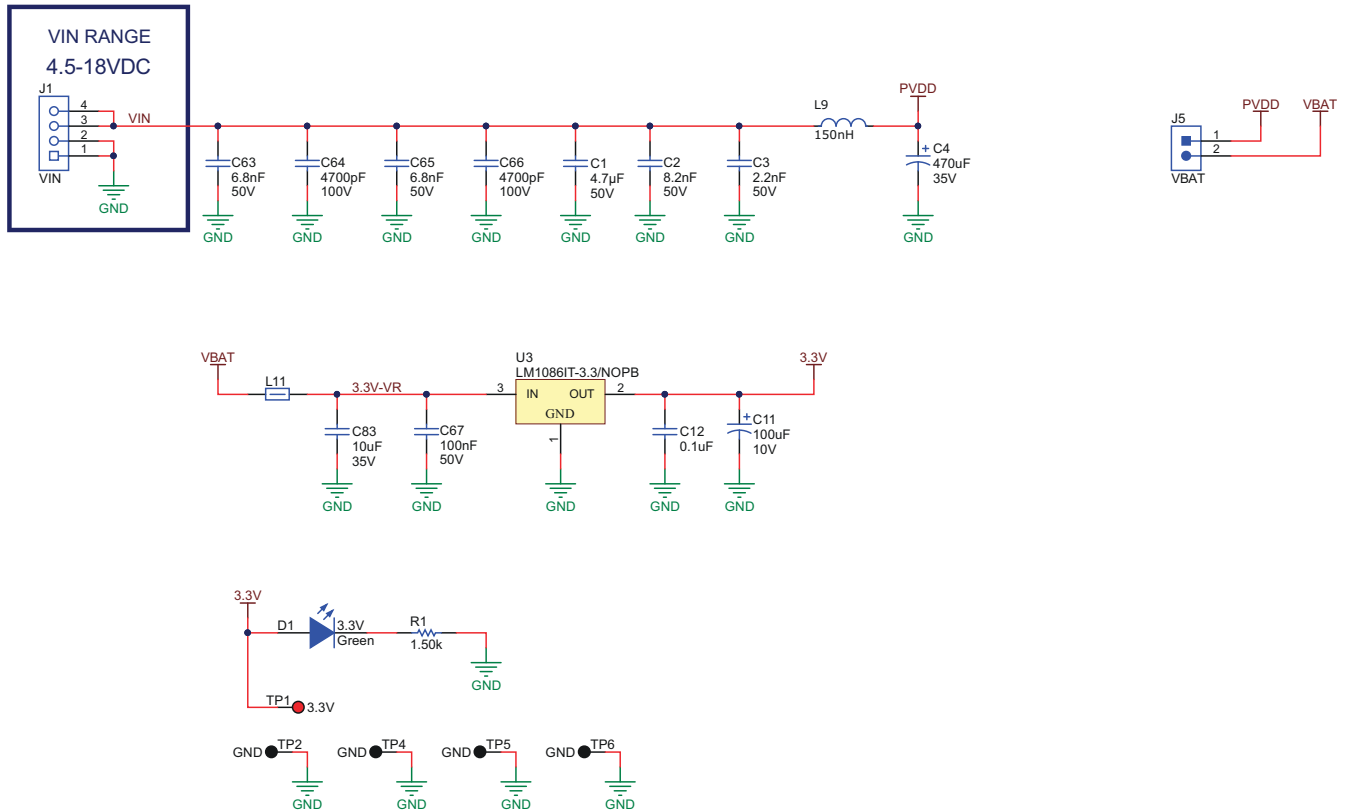 VIN RANGE
4.5-18VDC
J1
4
3
2
1
VIN
VIN
GND
C63
6.8nF
50V
GND
C64
4700pF
100V
GND
C65
6.8nF
50V
GND
C66
4700pF
100V
GND
C1
4.7µF
50V
GND
C2
8.2nF
50V
GND
C3
2.2nF
50V
GND
L9
150nH
PVDD
+
C4
470uF
35V
GND
J5
1
2
VBAT
PVDD
VBAT
VBAT
L11
3.3V-VR
C83
10uF
35V
GND
C67
100nF
50V
GND
U3
LM1086IT-3.3/NOPB
3
IN
OUT
2
GND
1
GND
C12
0.1uF
GND
+
C11
100uF
10V
GND
3.3V
3.3V
D1
3.3V
Green
R1
1.50k
GND
TP1
3.3V
GND
TP2
GND
GND
TP4
GND
GND
TP5
GND
GND
TP6
GND